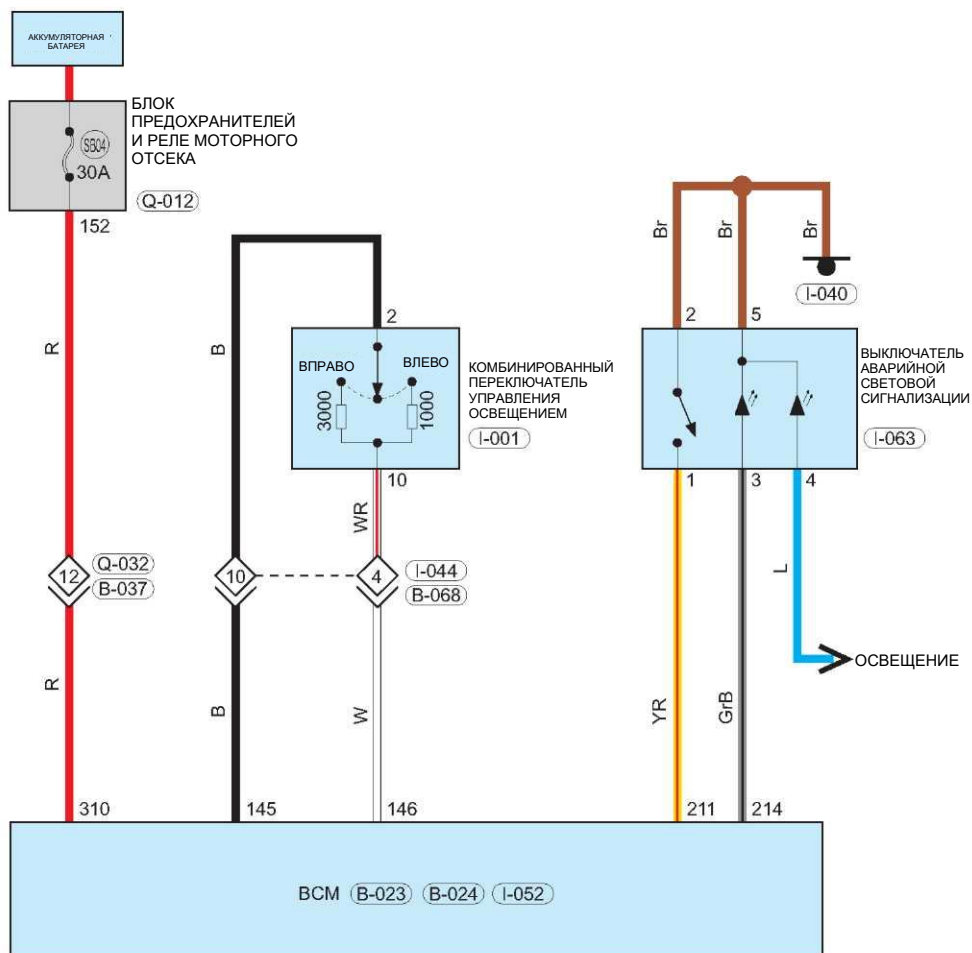 АККУМУЛЯТОРНАЯ
БАТАРЕЯ
БЛОК
ПРЕДОХРАНИТЕЛЕЙ
И РЕЛЕ МОТОРНОГО
ОТСЕКА
SB04
30A
Q-012
152
R
B
2
ВПРАВО
ВЛЕВО
3000
1000
КОМБИНИРОВАННЫЙ
ПЕРЕКЛЮЧАТЕЛЬ
УПРАВЛЕНИЯ
ОСВЕЩЕНИЕМ
I-001
10
WR
Br
Br
Br
I-040
2
5
ВЫКЛЮЧАТЕЛЬ
АВАРИЙНОЙ
СВЕТОВОЙ
СИГНАЛИЗАЦИИ
I-063
1
3
4
12
Q-032
B-037
10
4
I-044
B-068
L
ОСВЕЩЕНИЕ
R
B
W
YR
GrB
310
145
146
211
214
BCM
B-023
B-024
I-052